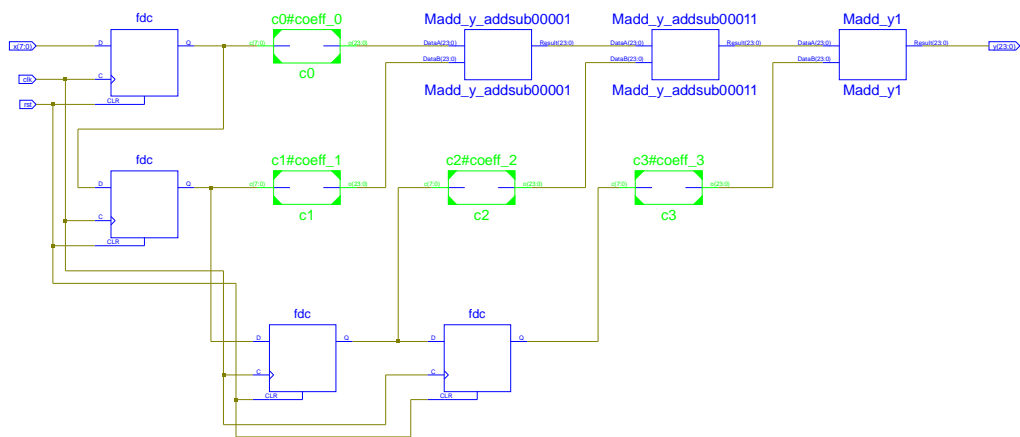 fdc
c0#coeff_0
Madd_y_addsub00001
Madd_y_addsub00011
Madd_y1
x(7:0)
D
Q
c(7:0)
o(23:0)
DataA(23:0)
Result(23:0)
DataA(23:0)
Result(23:0)
DataA(23:0)
Result(23:0)
y(23:0)
c0
DataB(23:0)
DataB(23:0)
DataB(23:0)
clk
C
Madd_y_addsub00001
Madd_y_addsub00011
Madd_y1
rst
CLR
fdc
c1#coeff_1
c2#coeff_2
c3#coeff_3
D
Q
c(7:0)
o(23:0)
c(7:0)
o(23:0)
c(7:0)
o(23:0)
c1
c2
c3
C
CLR
fdc
fdc
D
Q
D
Q
C
C
CLR
CLR